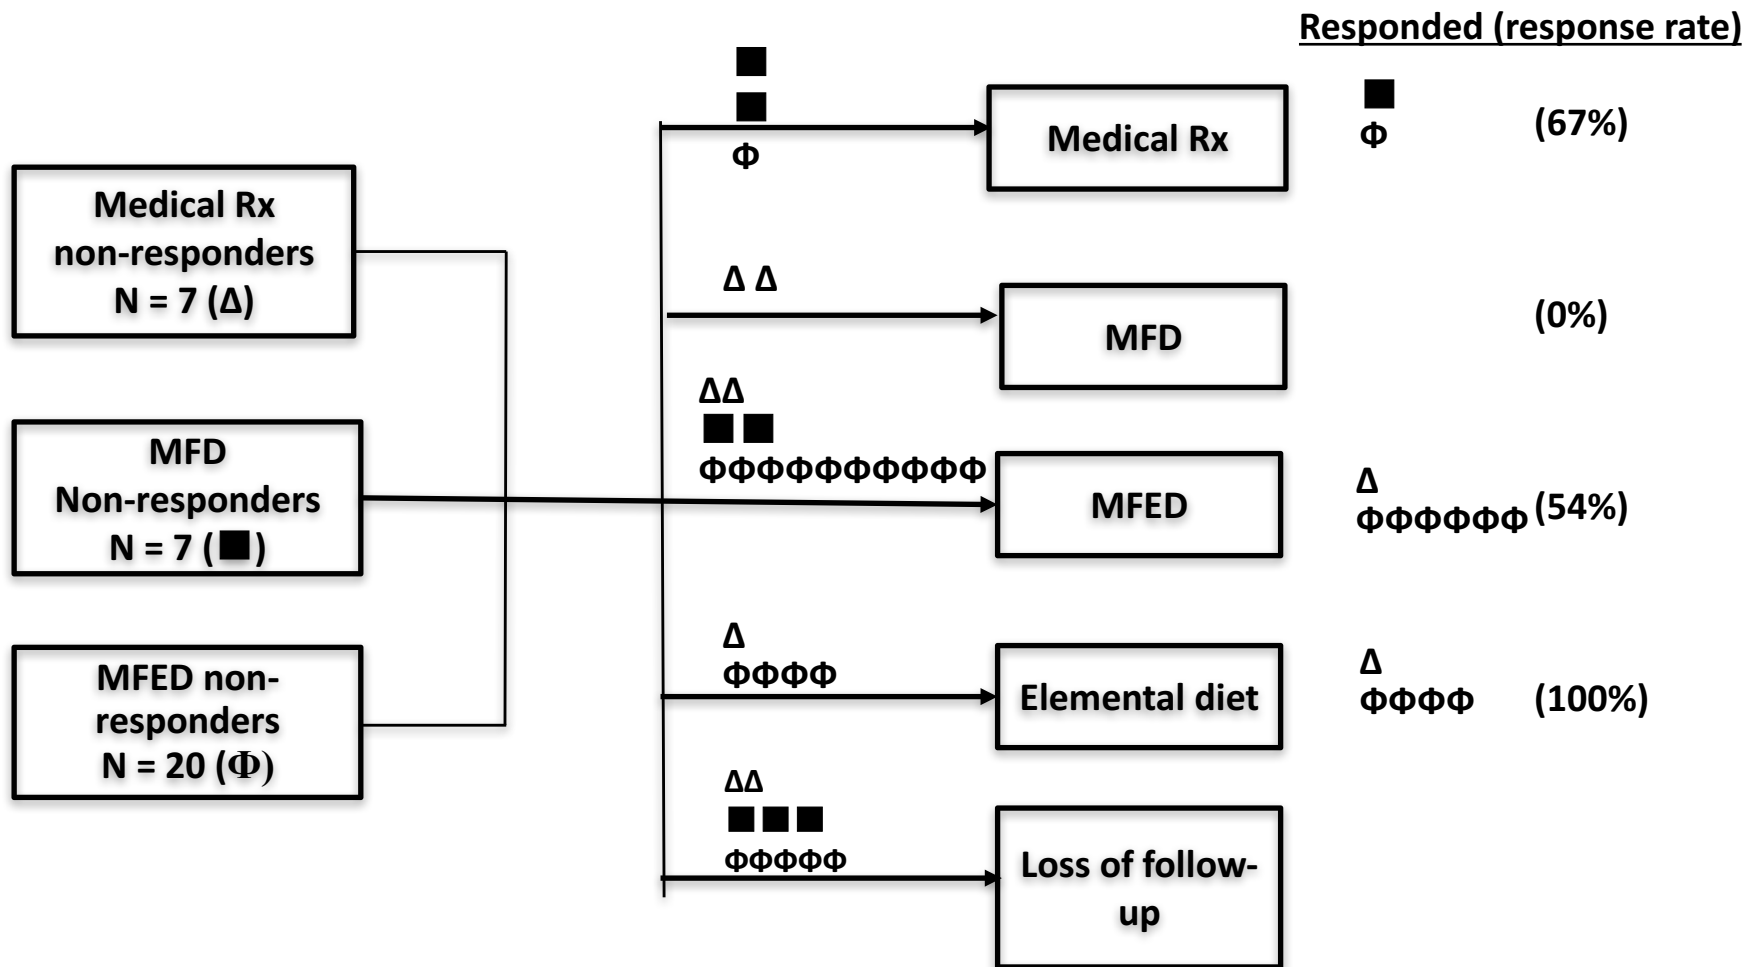 Responded (response rate)
■
■
Φ
Medical Rx
■
Φ
(67%)
Medical Rx
non-responders
N = 7 (Δ)
Δ Δ
MFD
(0%)
MFD
Non-responders
N = 7 (■)
ΔΔ
■ ■
ΦΦΦΦΦΦΦΦΦΦ
MFED
Δ
ΦΦΦΦΦΦ (54%)
MFED non-
responders
N = 20 (Φ)
Δ
ΦΦΦΦ
Elemental diet
Δ
ΦΦΦΦ
(100%)
ΔΔ
■ ■ ■
ΦΦΦΦΦ
Loss of follow-
up